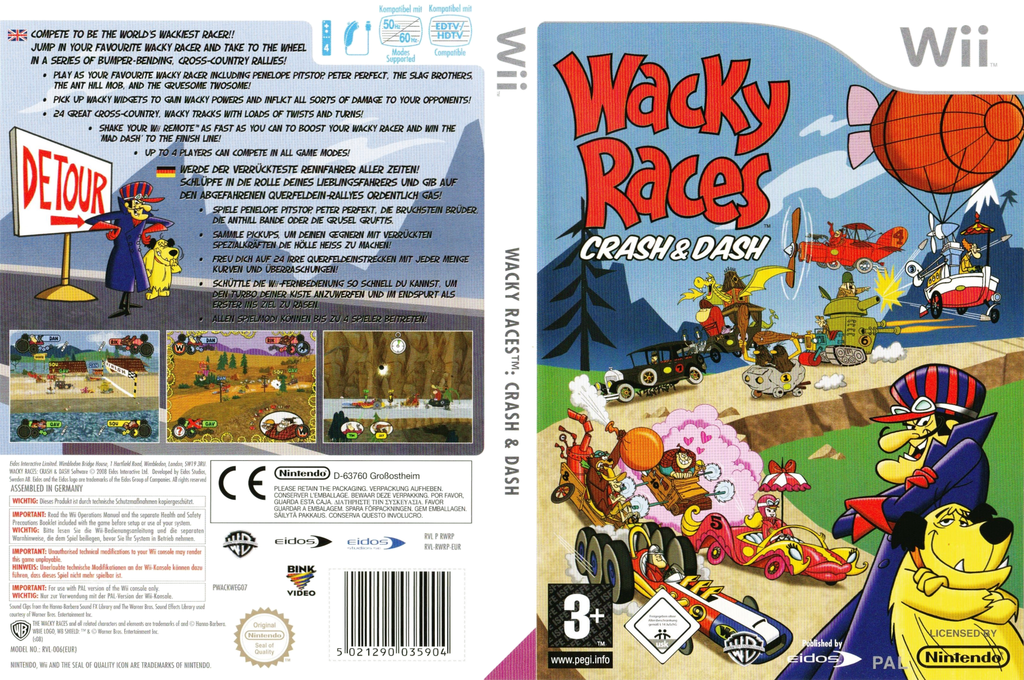 COMPETE TO BE THE WORLD'S WACKIEST RACER!!
JUMP IN YOUR FAVOURITE WACKY RACER AND TAKE TO THE WHEEL
IN A SERIES OF BUMPER-BENDING, CROSS-COUNTRY RALLIES!
• PLAY AS YOUR FAVOURITE WACKY RACER INCLUDING PENELOPE PITSTOP PETER PERFECT, THE SLAG BROTHERS,
THE ANT HILL MOB, AND THE GRUESOME TWOSOME!
• PICK UP WACKY WIDGETS TO GAIN WACKY POWERS AND INFLICT ALL SORTS OF DAMAGE TO YOUR OPPONENTS!
• 24 GREAT CROSS-COUNTRY, WACKY TRACKS WITH LOADS OF TWISTS AND TURNS!
• SHAKE YOUR Wii REMOTE™ AS FAST AS YOU CAN TO BOOST YOUR WACKY RACER AND WIN THE
'MAD DASH' TO THE FINISH LINE!
• UP TO 4 PLAYERS CAN COMPETE IN ALL GAME MODES!
WERDE DER VERRÜCKTESTE RENNFAHRER ALLER ZEITEN!
SCHLÜPFE IN DIE ROLLE DEINES LIEBLINGSFAHRERS UND GIB AUF
DEN ABGEFAHRENEN QUERFELDEIN-RALLYES ORDENTLICH GAS!
• SPIELE PENELOPE PITSTOP PETER PERFEKT, DIE BRUCHSTEIN BRÜDER,
DIE ANTHILL BANDE ODER DIE GRUSEL GRUFTIS.
• SAMMLE PICKUPS, UM DEINEN GEGNERN MIT VERRÜCKTEN
SPEZIALKRÄFTEN DIE HÖLLE HEISS ZU MACHEN!
• FREU DICH AUF 24 IRRE QUERFELDEINSTRECKEN MIT JEDER MENGE
KURVEN UND ÜBERRASCHUNGEN!
• SCHÜTTLE DIE Wii-FERNBEDIENUNG SO SCHNELL DU KANNST, UM
DEN TURBO DEINER KISTE ANZUWERFEN UND IM ENDSPURT ALS
ERSTER INS ZIEL ZU RASEN
• ALLEN SPIELMODI KÖNNEN BIS ZU 4 SPIELER BEITRETEN!
DETOUR
4
Kompatibel mit
50Hz
60Hz
Modes
Supported
Kompatibel mit
EDTV/
HDTV
Compatible
Eidos Interactive Limited. Wimbledon Bridge House, 1 Hartfield Road, Wimbledon, London, SW19 3RU.
WACKY RACES: CRASH & DASH Software © 2008 Eidos Interactive Ltd. Developed by Eidos Studios,
Sweden AB. Eidos and the Eidos logo are trademarks of the Eidos Group of Companies. All rights reserved.
ASSEMBLED IN GERMANY
WICHTIG: Dieses Produkt ist durch technische Schutzmaßnahmen kopiergeschützt.
IMPORTANT: Read the Wii Operations Manual and the separate Health and Safety
Precautions Booklet included with the game before setup or use of your system.
WICHTIG: Bitte lesen Sie die Wii-Bedienungsanleitung und die separaten
Warnhinweise, die dem Spiel beiliegen, bevor Sie Ihr System in Betrieb nehmen.
IMPORTANT: Unauthorised technical modifications to your Wii console may render
this game unplayable.
HINWEIS: Unerlaubte technische Modifikationen an der Wii-Konsole können dazu
führen, dass dieses Spiel nicht mehr spielbar ist.
IMPORTANT: For use with PAL version of the Wii console only.
WICHTIG: Nur zur Verwendung mit der PAL Version der Wii-Konsole.
Sound Clips from the Hanna-Barbera Sound FX Library and The Warner Bros. Sound Effects Library used
courtesy of Warner Bros. Entertainment Inc.
THE WACKY RACES and all related characters and elements are trademarks of and © Hanna-Barbera.
WBIE LOGO, WB SHIELD: ™ & © Warner Bros. Entertainment Inc.
(s08)
MODEL NO.: RVL-006(EUR)
NINTENDO, Wii AND THE SEAL OF QUALITY ICON ARE TRADEMARKS OF NINTENDO.
CE
Nintendo D-63760 Großostheim
PLEASE RETAIN THE PACKAGING. VERPACKUNG AUFHEBEN.
CONSERVER L'EMBALLAGE. BEWAAR DEZE VERPAKKING. POR FAVOR,
GUARDA ESTA CAJA. ΔΙΑΤΗΡΗΣΤΕ ΤΗΝ ΣΥΣΚΕΥΑΣΙΑ. FAVOR
GUARDAR A EMBALAGEM. SPARA FÖRPACKNINGEN. GEM EMBALLAGEN.
SÄILYTÄ PAKKAUS. CONSERVA QUESTO INVOLUCRO.
eidos
eidos
RVL P RWRP
RVL-RWRP-EUR
PWACKWEG07
BINK
VIDEO
Original
Nintendo
Seal of
Quality
5 021290 035904
Wii
WACKY RACES™: CRASH & DASH
Wii™
Wacky
Races™
CRASH & DASH
5
3+
www.pegi.info
usk
Published by
eidos
PAL
LICENSED BY
Nintendo